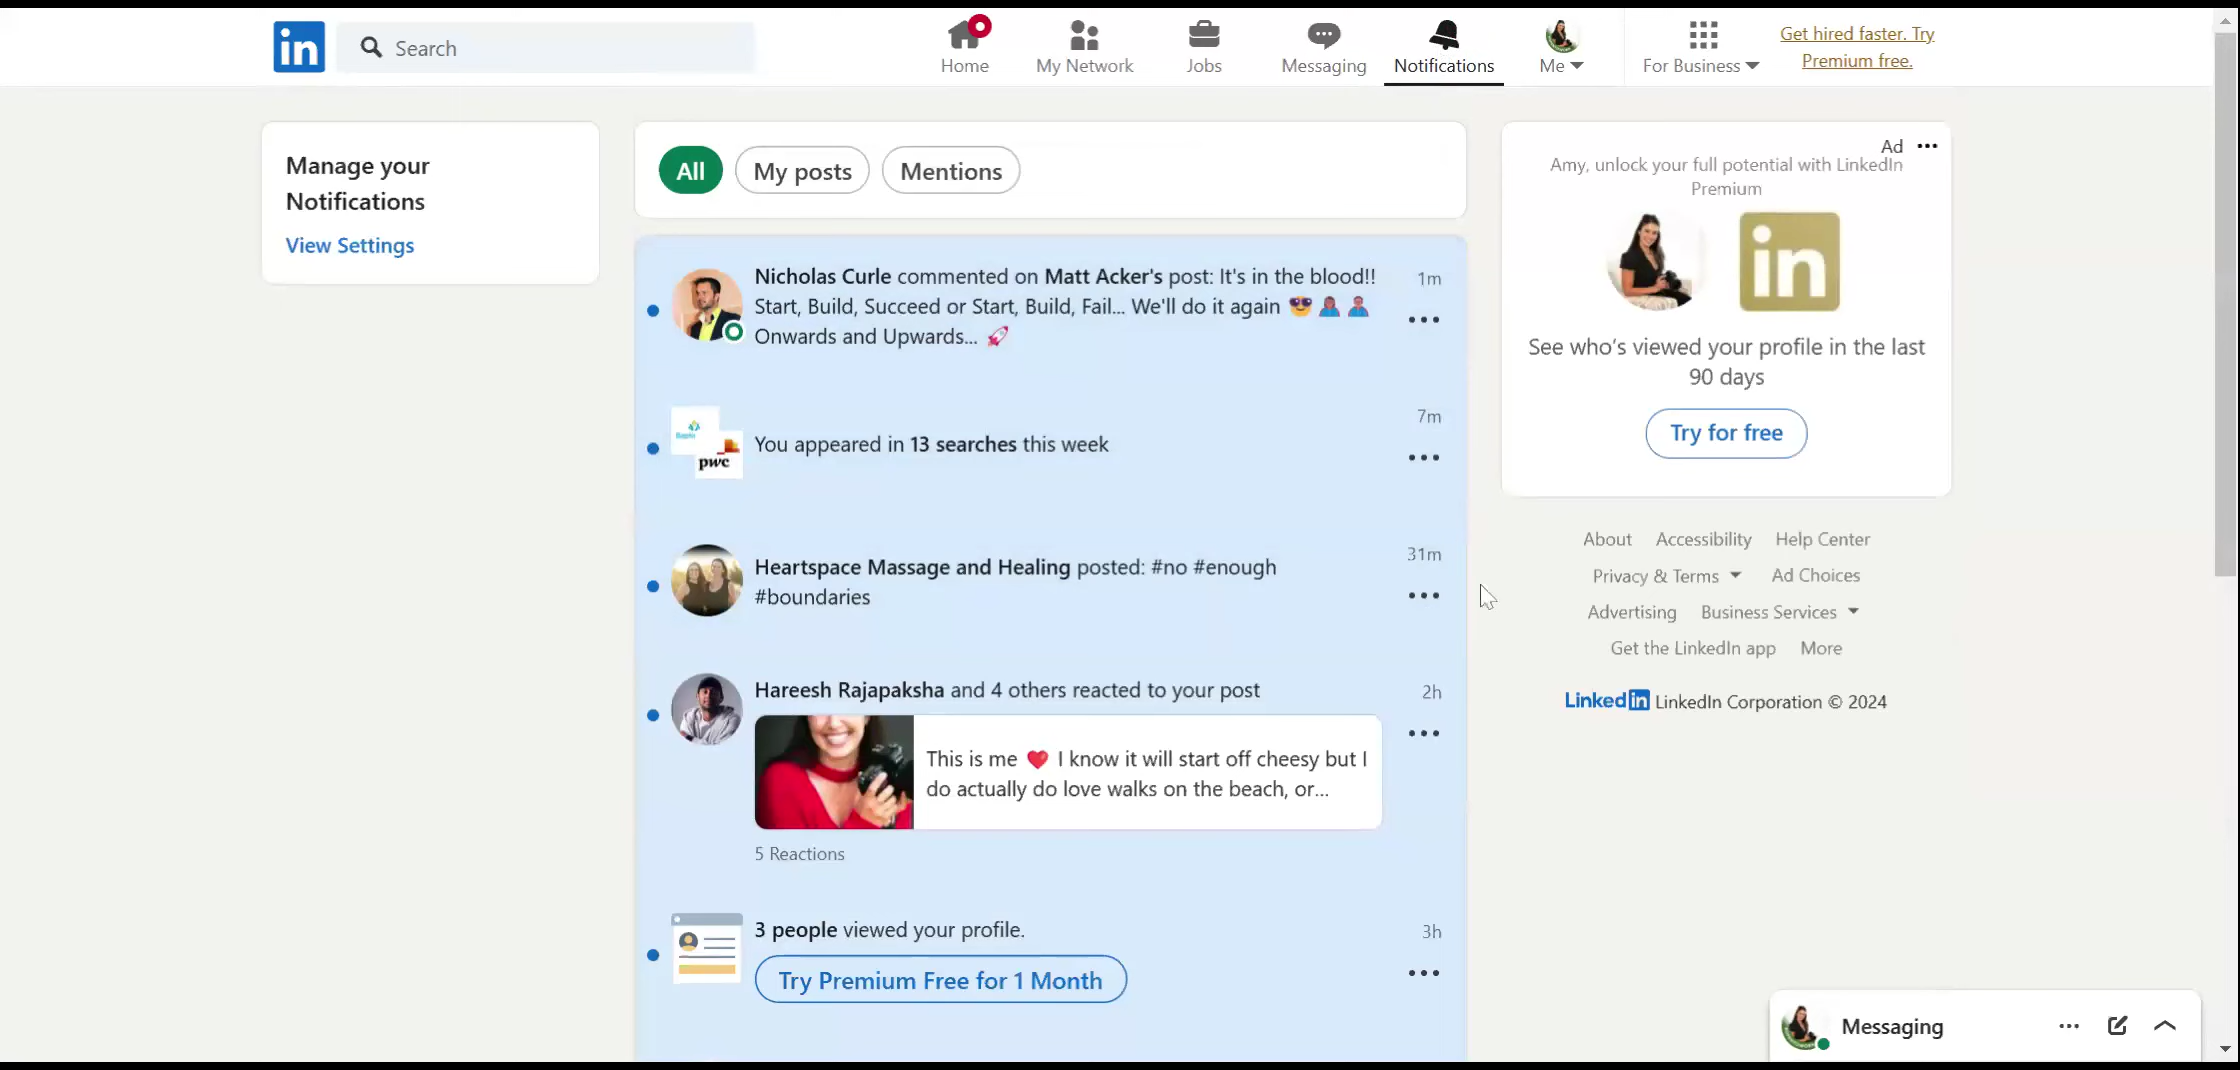 in
Search
Home
My Network
Jobs
Messaging
Notifications
Me
For Business
Get hired faster. Try
Premium free.
Manage your
Notifications
View Settings
All
My posts
Mentions
Nicholas Curle commented on Matt Acker's post: It's in the blood!!
Start, Build, Succeed or Start, Build, Fail... We'll do it again 😎
Onwards and Upwards... 🚀
1m
pwc
You appeared in 13 searches this week
7m
Heartspace Massage and Healing posted: #no #enough
#boundaries
31m
Hareesh Rajapaksha and 4 others reacted to your post
2h
This is me ❤️ I know it will start off cheesy but I
do actually do love walks on the beach, or...
5 Reactions
3 people viewed your profile.
3h
Try Premium Free for 1 Month
Ad
Amy, unlock your full potential with LinkedIn
Premium
in
See who's viewed your profile in the last
90 days
Try for free
About Accessibility Help Center
Privacy & Terms Ad Choices
Advertising Business Services
Get the LinkedIn app More
LinkedIn LinkedIn Corporation © 2024
Messaging